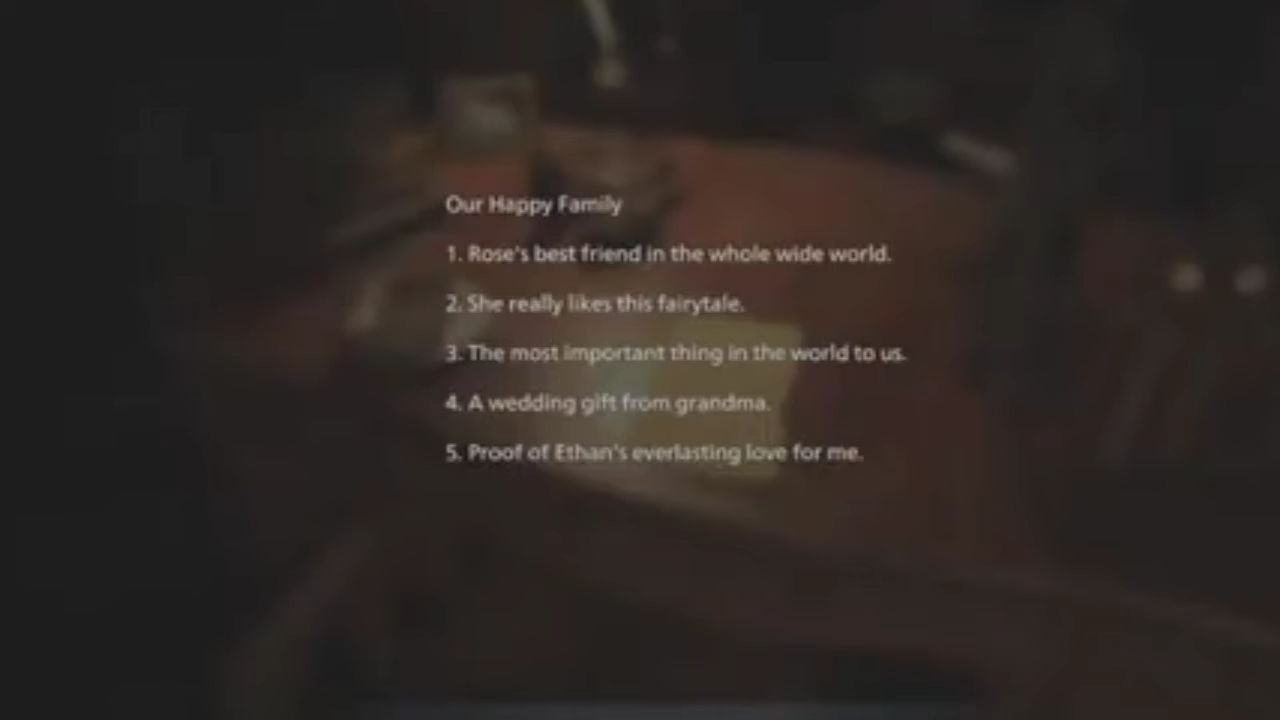 Our Happy Family
1. Rose's best friend in the whole wide world.
2. She really likes this fairytale.
3. The most important thing in the world to us.
4. A wedding gift from grandma.
5. Proof of Ethan's everlasting love for me.